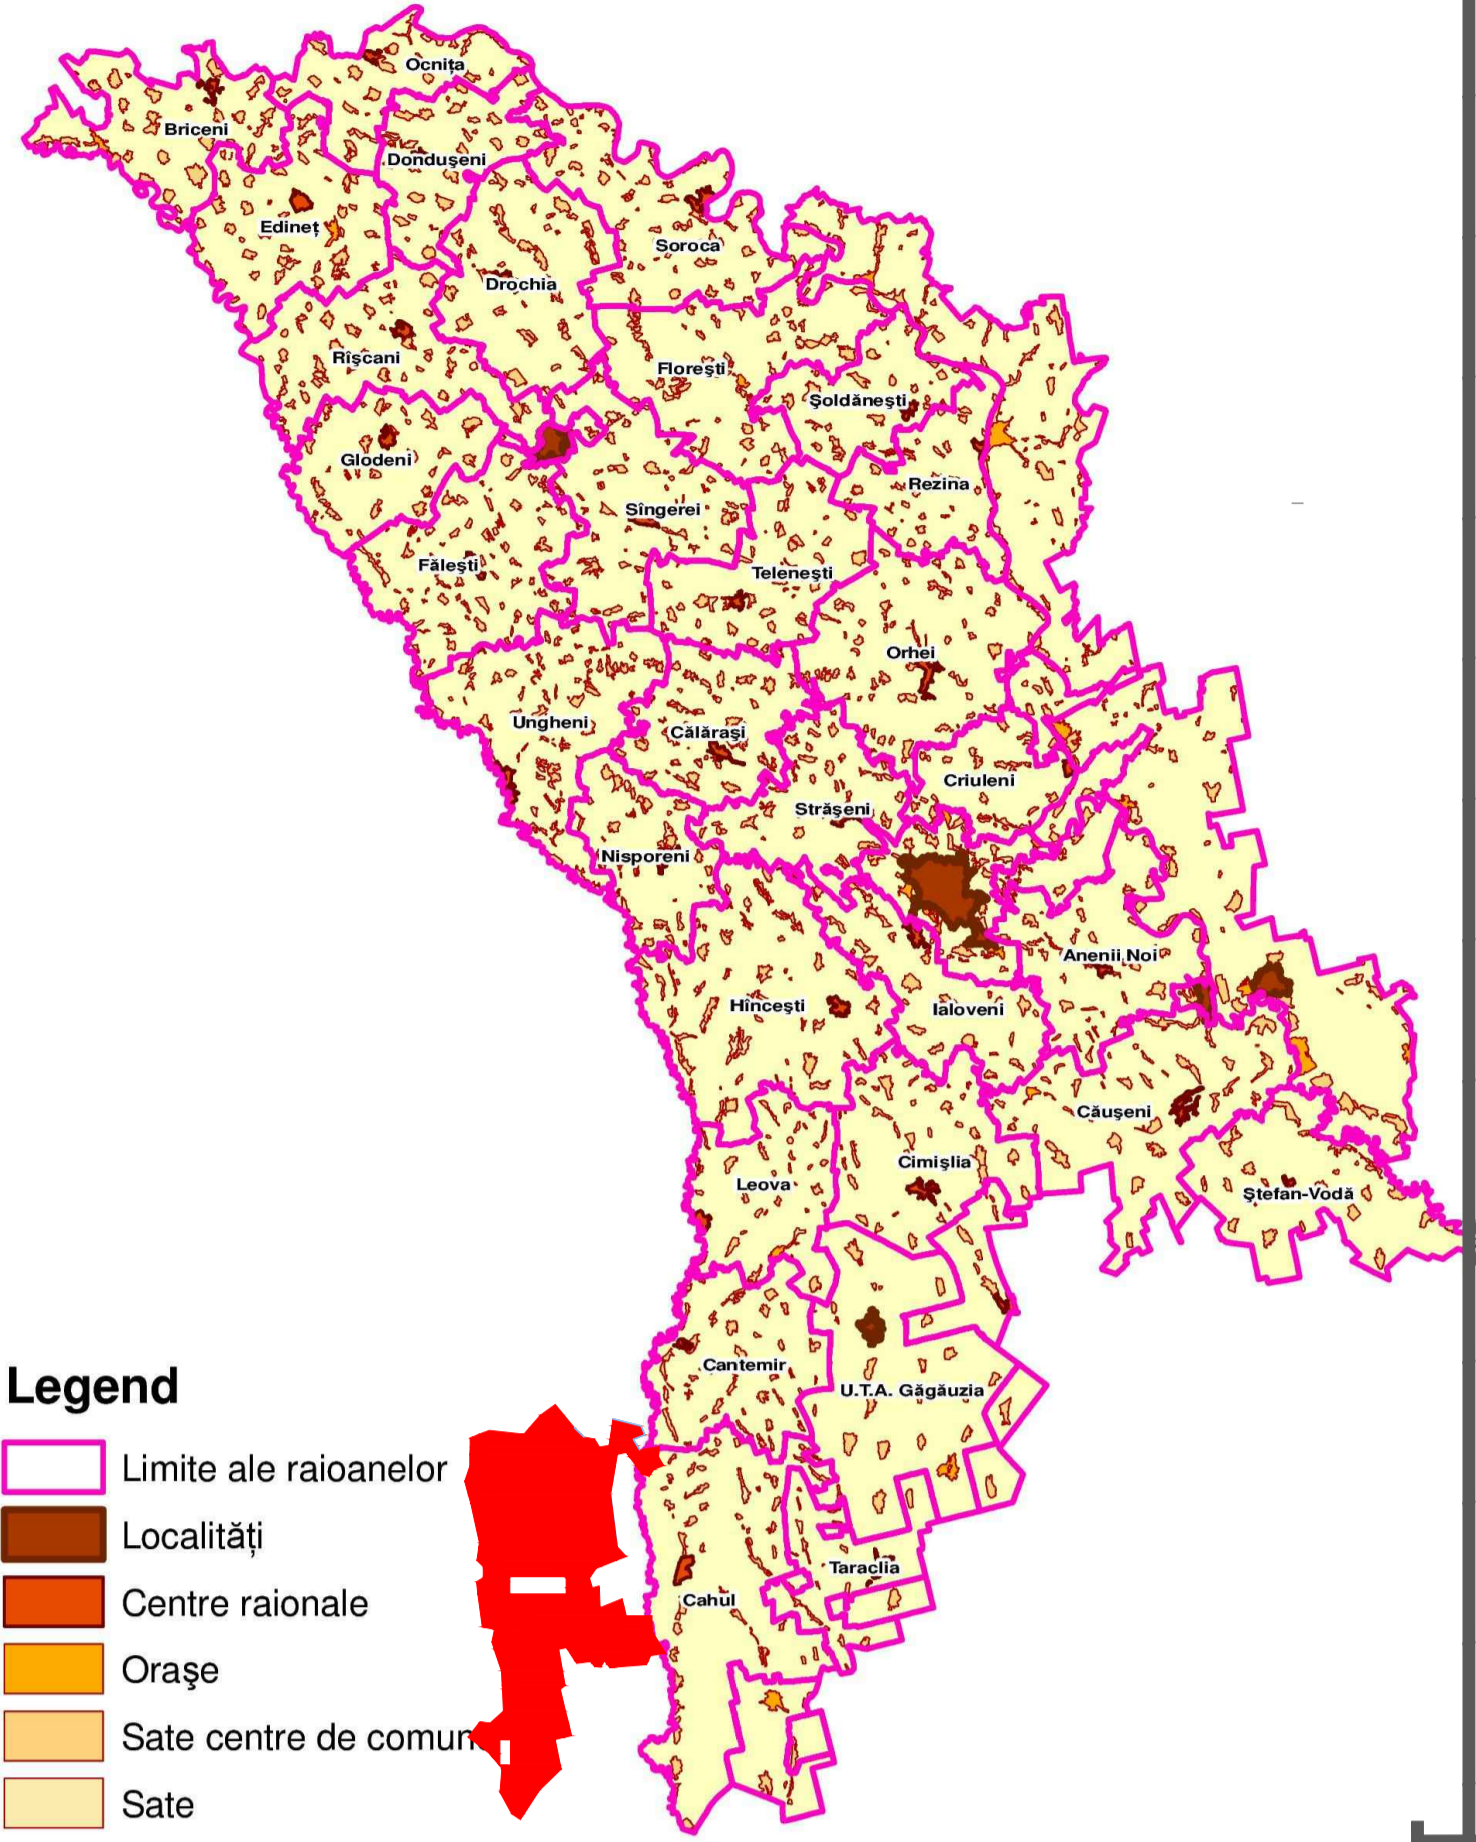 Ocnița
Briceni
Dondușeni
Edineț
Soroca
Drochia
Rîșcani
Florești
Șoldănești
Glodeni
Rezina
Sîngerei
Fălești
Telenești
Orhei
Ungheni
Călărași
Criuleni
Strășeni
Nisporeni
Anenii Noi
Hîncești
Ialoveni
Căușeni
Cimișlia
Leova
Ștefan-Vodă
Cantemir
U.T.A. Găgăuzia
Taraclia
Cahul
Legend
Limite ale raioanelor
Localități
Centre raionale
Orașe
Sate centre de
Sate